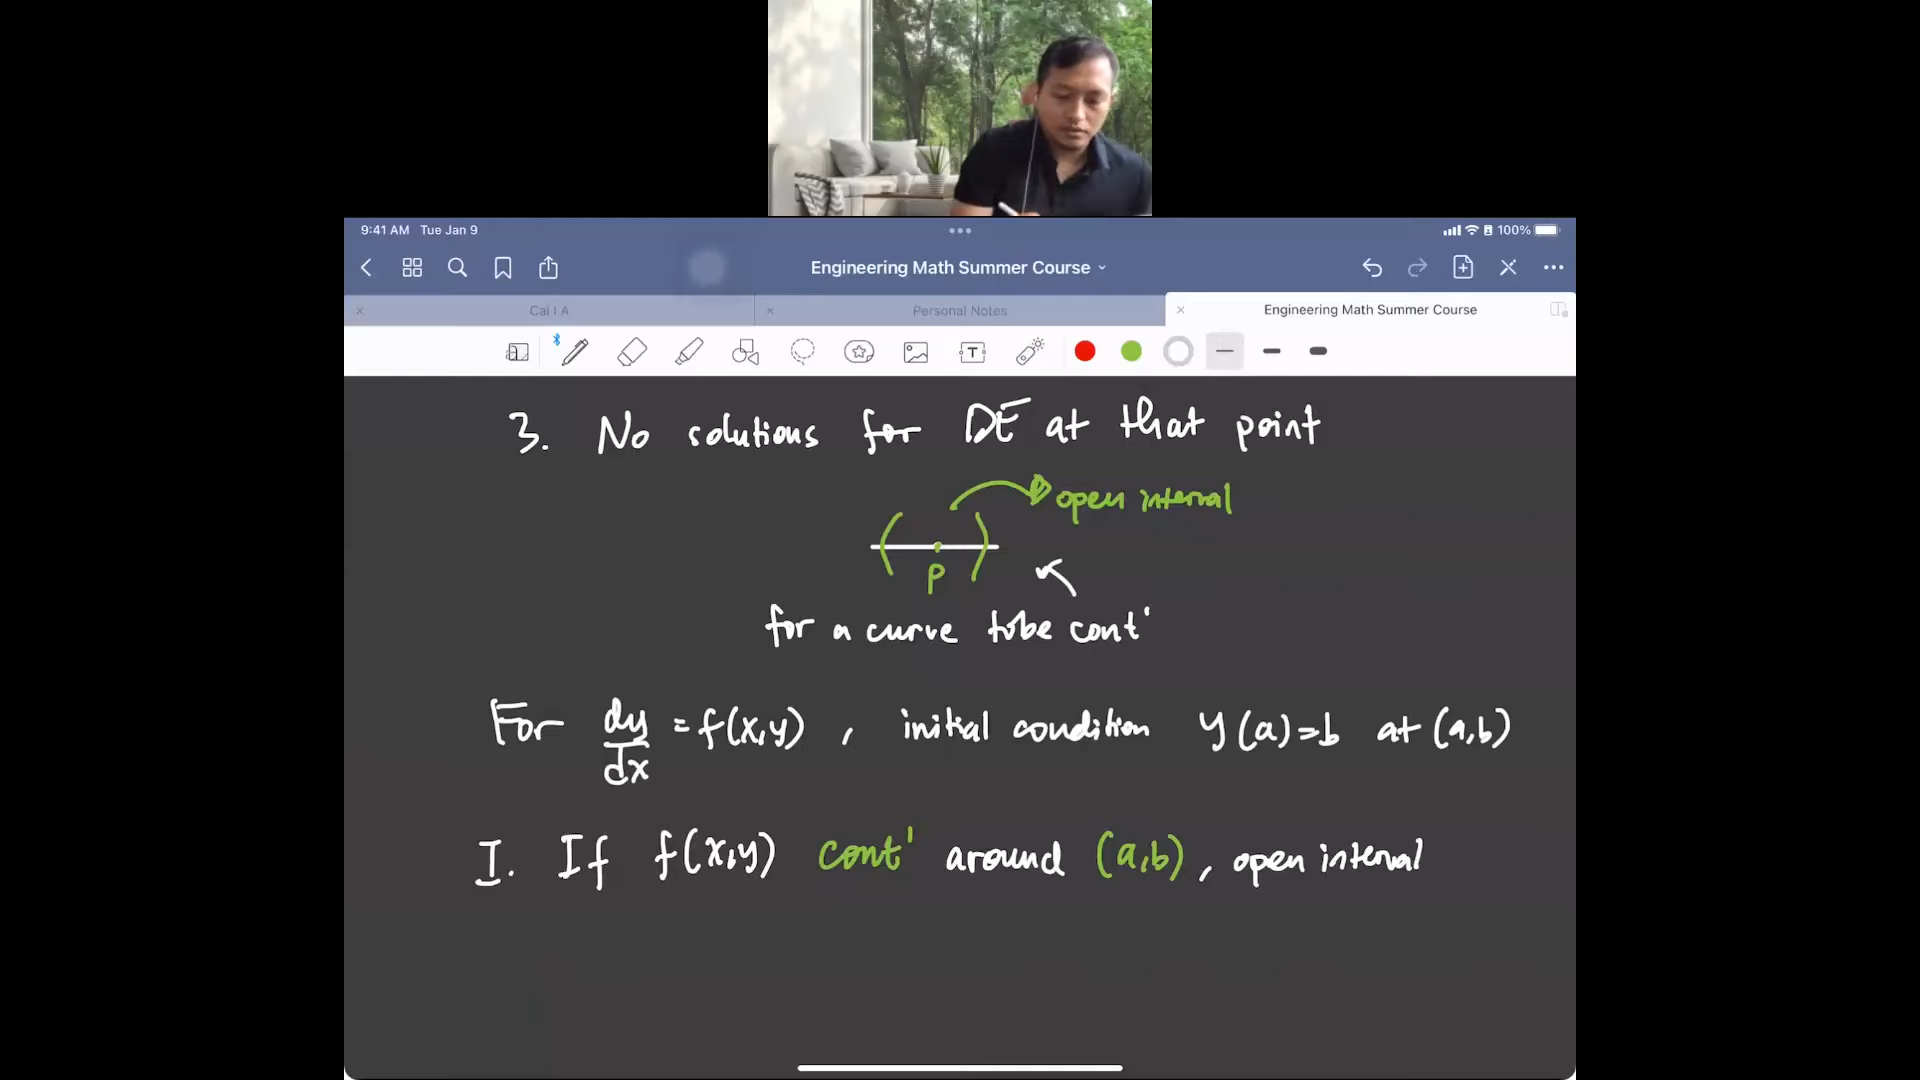 9:41 AM Tue Jan 9
100%
Engineering Math Summer Course
Cal I A
Personal Notes
Engineering Math Summer Course
3. No solutions for DE at that point
open interval
P
for a curve tobe cont'
For dy/dx = f(x,y), initial condition y(a)=b at (a,b)
I. If f(x,y) cont' around (a,b), open interval